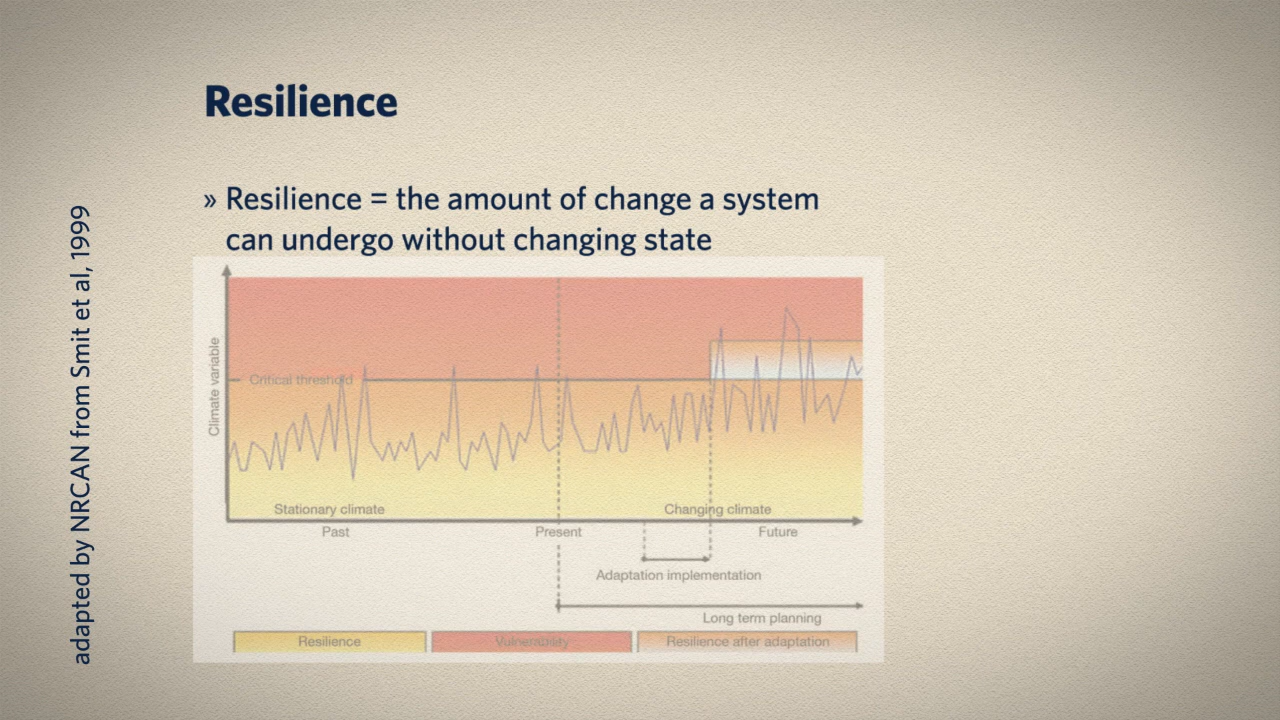 Resilience
» Resilience = the amount of change a system
can undergo without changing state
adapted by NRCAN from Smit et al, 1999
Climate variable
Critical threshold
Stationary climate
Changing climate
Past
Present
Future
Adaptation implementation
Long term planning
Resilience
Vulnerability
Resilience after adaptation